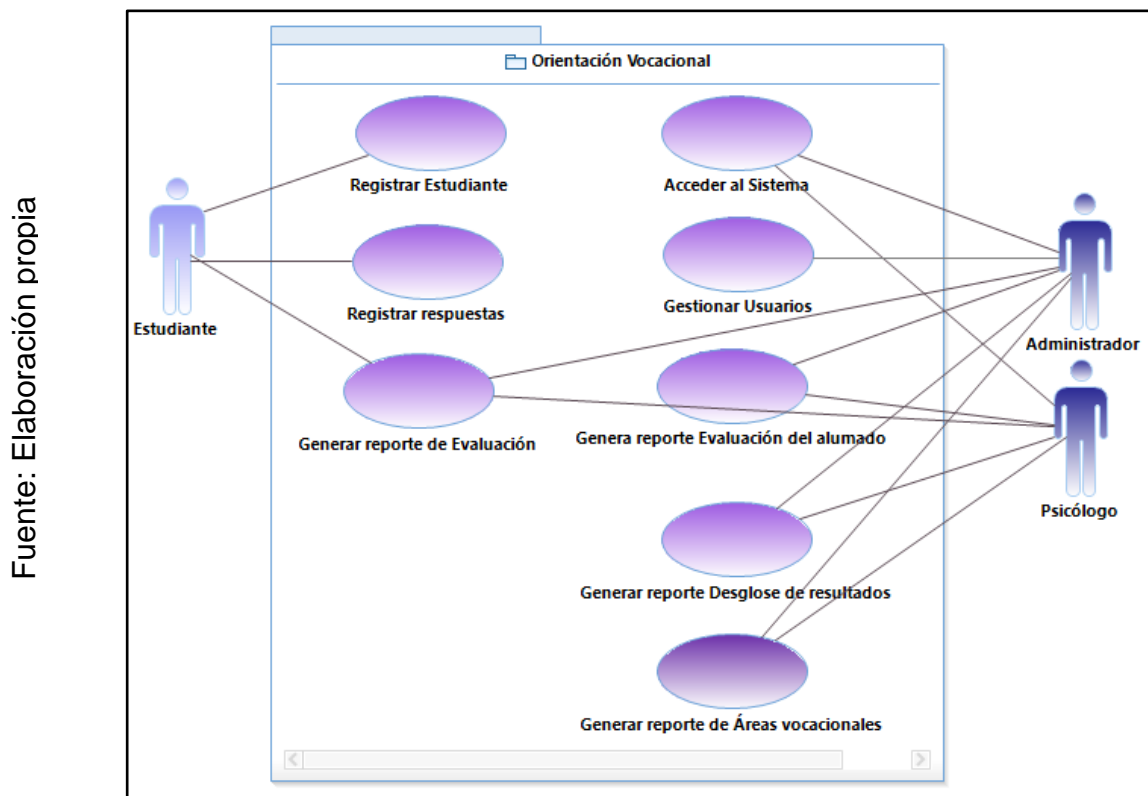 Fuente: Elaboración propia
Orientación Vocacional
Registrar Estudiante
Acceder al Sistema
Estudiante
Registrar respuestas
Gestionar Usuarios
Administrador
Generar reporte de Evaluación
Genera reporte Evaluación del alumado
Psicólogo
Generar reporte Desglose de resultados
Generar reporte de Áreas vocacionales